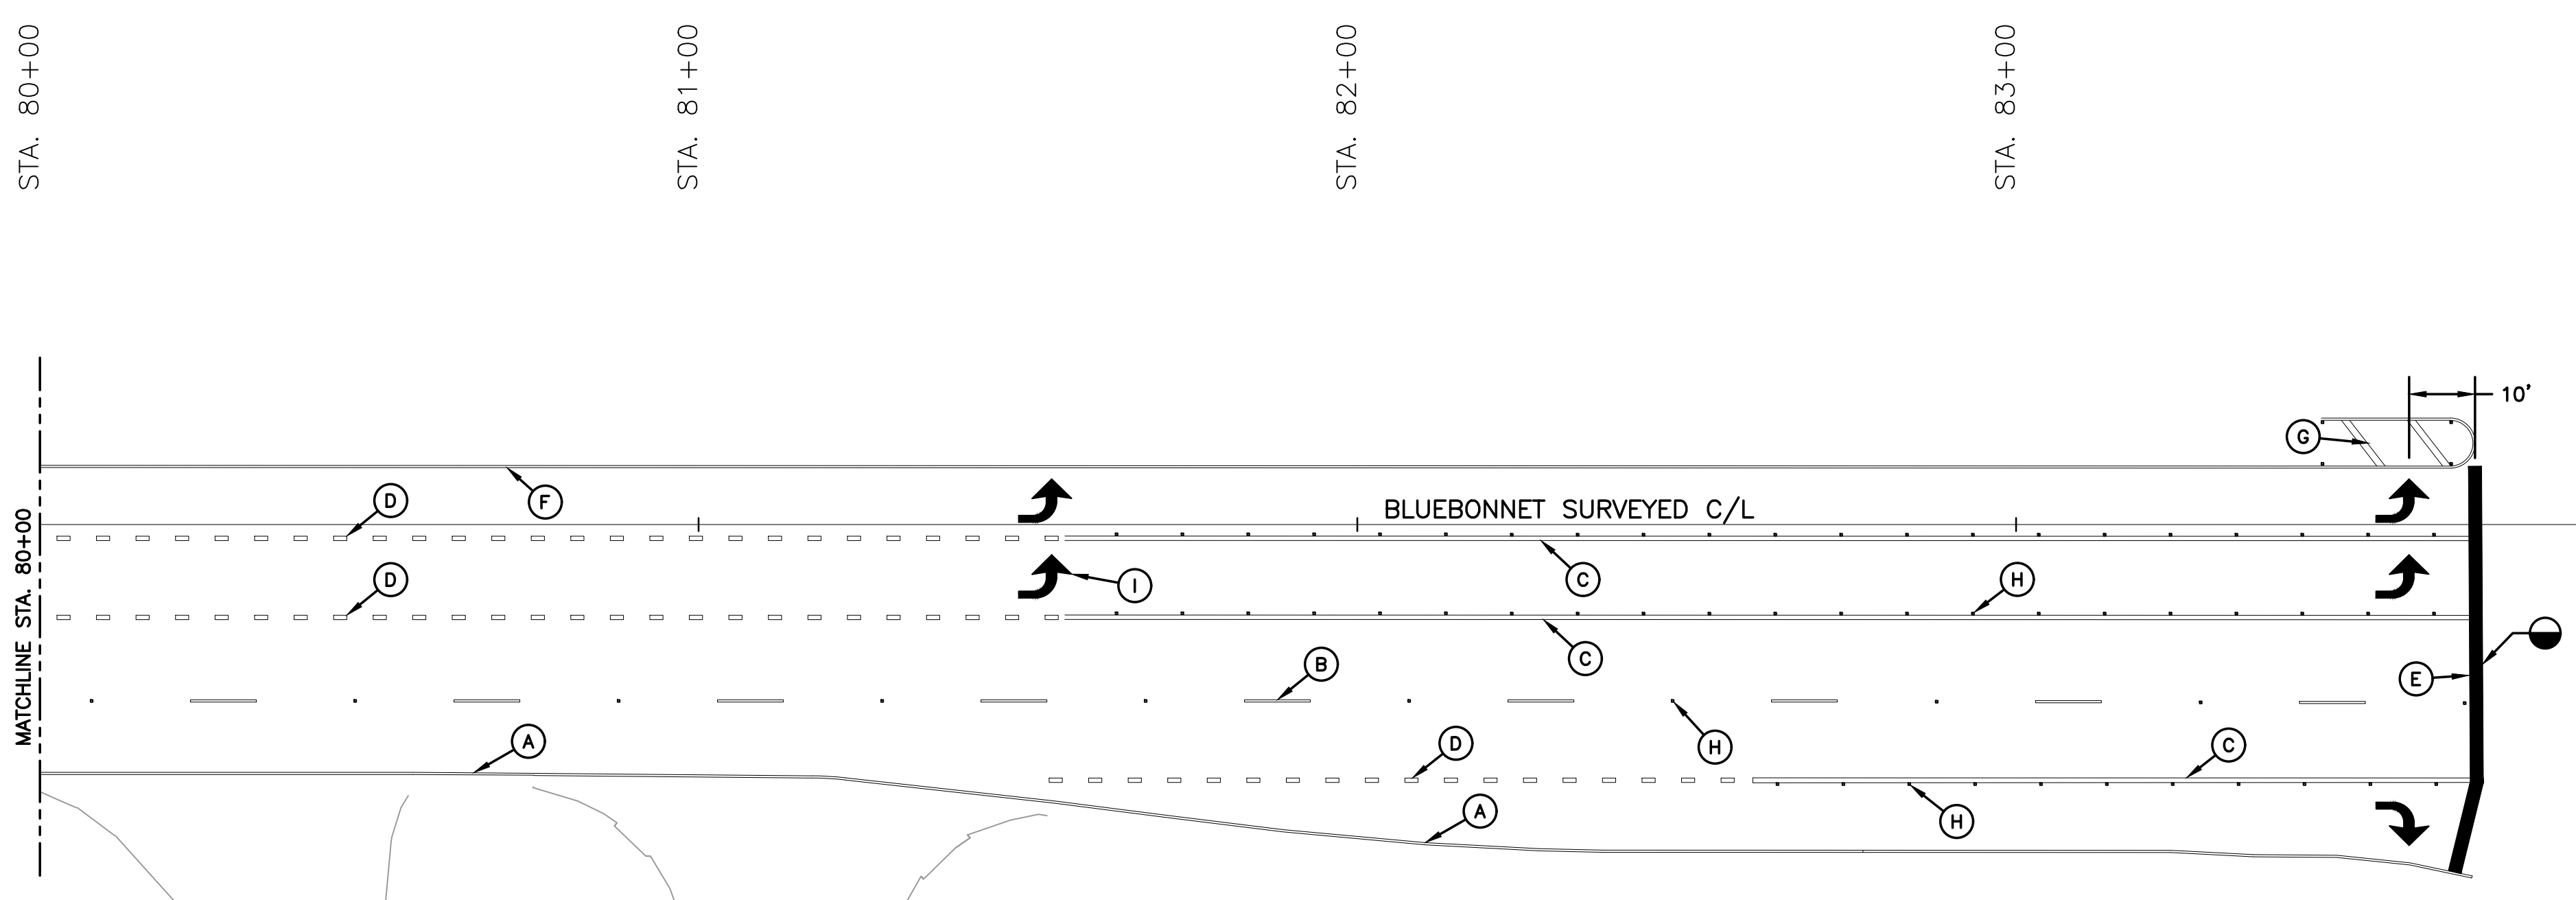 STA. 80+00
STA. 81+00
STA. 82+00
STA. 83+00
10'
G
F
D
BLUEBONNET SURVEYED C/L
MATCHLINE STA. 80+00
D
I
C
H
C
B
E
A
H
D
C
A
H